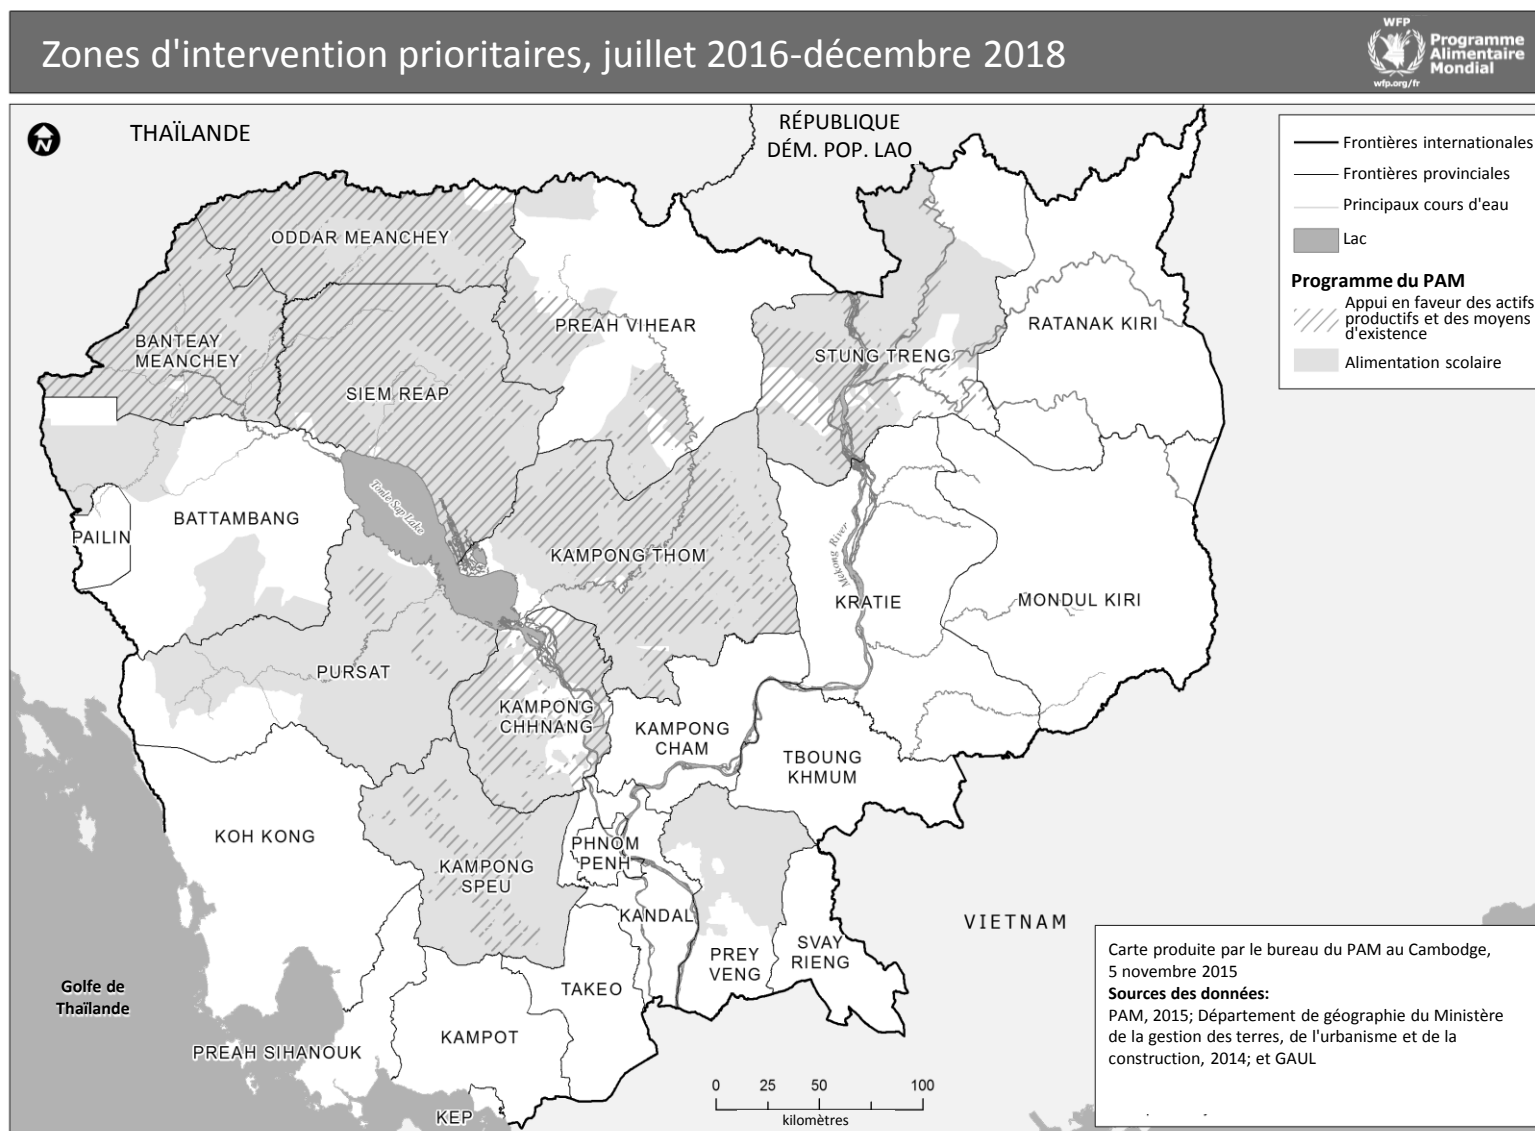 Zones d'intervention prioritaires, juillet 2016-décembre 2018
WFP
Programme
Alimentaire
Mondial
wfp.org/fr
N
THAÏLANDE
RÉPUBLIQUE
DÉM. POP. LAO
Frontières internationales
Frontières provinciales
Principaux cours d'eau
Lac
Programme du PAM
Appui en faveur des actifs
productifs et des moyens
d'existence
Alimentation scolaire
ODDAR MEANCHEY
BANTEAY
MEANCHEY
SIEM REAP
PREAH VIHEAR
STUNG TRENG
RATANAK KIRI
Tonle Sap Lake
BATTAMBANG
PAILIN
KAMPONG THOM
Mekong River
KRATIE
MONDUL KIRI
PURSAT
KAMPONG
CHHNANG
KAMPONG
CHAM
TBOUNG
KHMUM
KOH KONG
KAMPONG
SPEU
PHNOM
PENH
KANDAL
PREY
VENG
SVAY
RIENG
VIETNAM
Golfe de
Thaïlande
TAKEO
KAMPOT
PREAH SIHANOUK
KEP
0 25 50 100
kilomètres
Carte produite par le bureau du PAM au Cambodge,
5 novembre 2015
Sources des données:
PAM, 2015; Département de géographie du Ministère
de la gestion des terres, de l'urbanisme et de la
construction, 2014; et GAUL